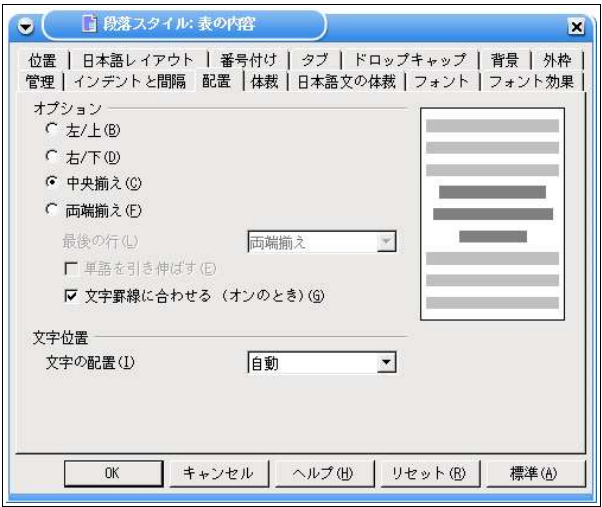 段落スタイル: 表の内容
位置 日本語レイアウト 番号付け タブ ドロップキャップ 背景 外枠
管理 インデントと間隔 配置 体裁 日本語文の体裁 フォント フォント効果
オプション
左/上(B)
右/下(D)
中央揃え(C)
両端揃え(F)
最後の行(L) 両端揃え
単語を引き伸ばす(E)
文字罫線に合わせる (オンのとき)(G)
文字位置
文字の配置(I) 自動
OK キャンセル ヘルプ(H) リセット(R) 標準(A)